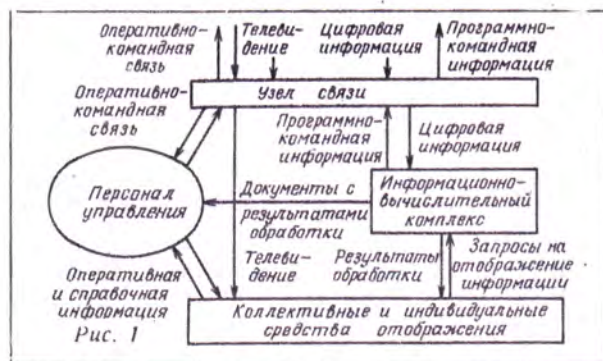 Оперативно-
командная
связь
Телеви-
дение
Цифровая
информация
Программно-
командная
информация
Оперативно-
командная
связь
Узел связи
Программно-
командная
информация
Цифровая
информация
Персонал
управления
Документы с
результатами
обработки
Информационно-
вычислительный
комплекс
Оперативная
и справочная
информация
Телеви-
дение
Результаты
обработки
Запросы на
отображение
информации
Коллективные и индивидуальные
средства отображения
Рис. 1